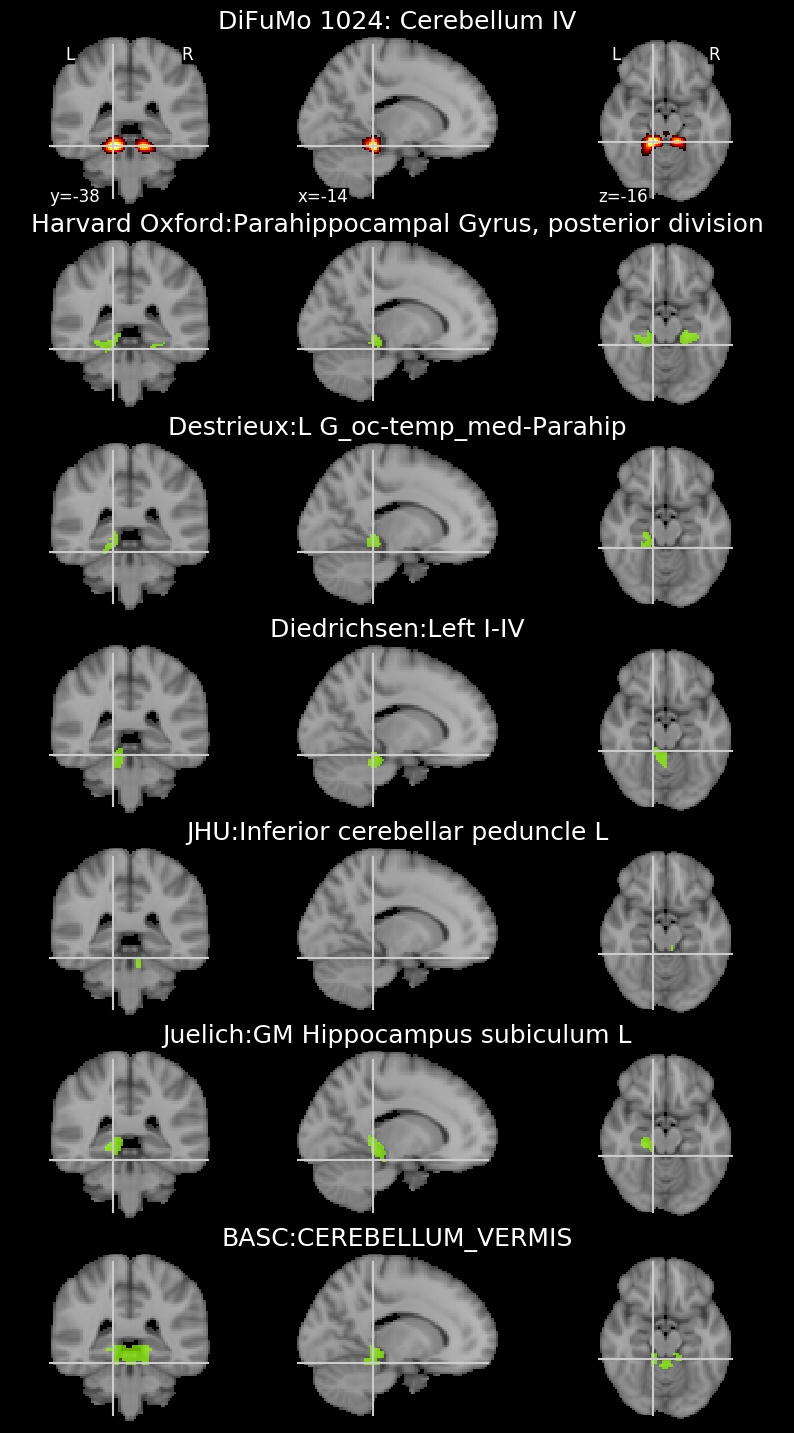 DiFuMo 1024: Cerebellum IV
L R L R
y=-38 x=-14 z=-16
Harvard Oxford:Parahippocampal Gyrus, posterior division
Destrieux:L G_oc-temp_med-Parahip
Diedrichsen:Left I-IV
JHU:Inferior cerebellar peduncle L
Juelich:GM Hippocampus subiculum L
BASC:CEREBELLUM_VERMIS